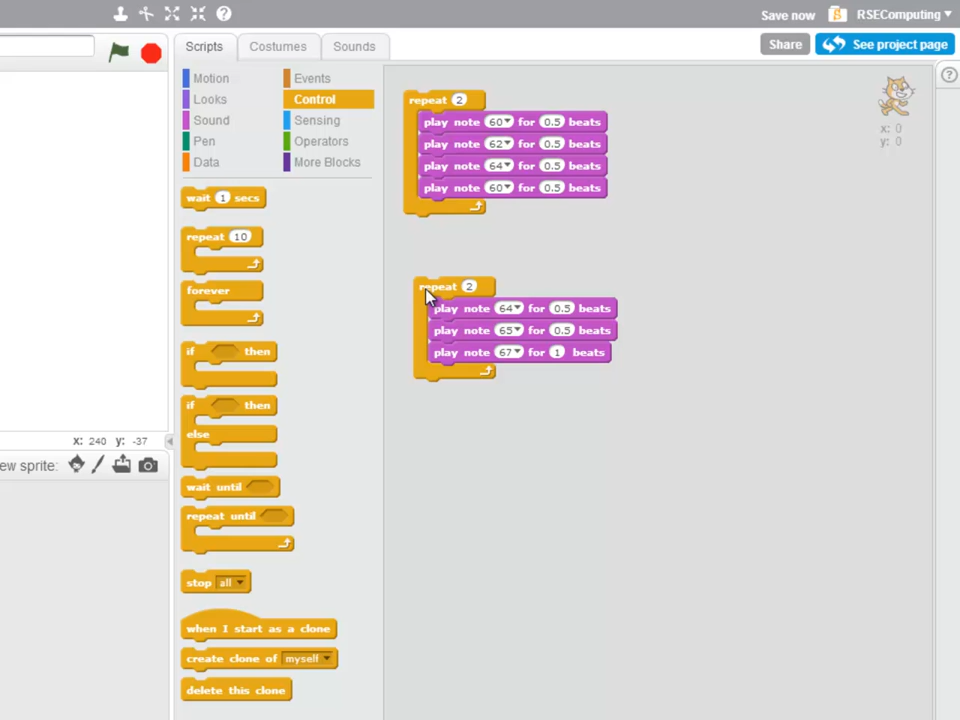 Save now
RSEComputing
Scripts
Costumes
Sounds
Share
See project page
Motion
Events
Looks
Control
Sound
Sensing
Pen
Operators
Data
More Blocks
wait 1 secs
repeat 10
forever
if then
if then
else
wait until
repeat until
stop all
when I start as a clone
create clone of myself
delete this clone
repeat 2
play note 60 for 0.5 beats
play note 62 for 0.5 beats
play note 64 for 0.5 beats
play note 60 for 0.5 beats
repeat 2
play note 64 for 0.5 beats
play note 65 for 0.5 beats
play note 67 for 1 beats
x: 0
y: 0
x: 240 y: -37
ew sprite: